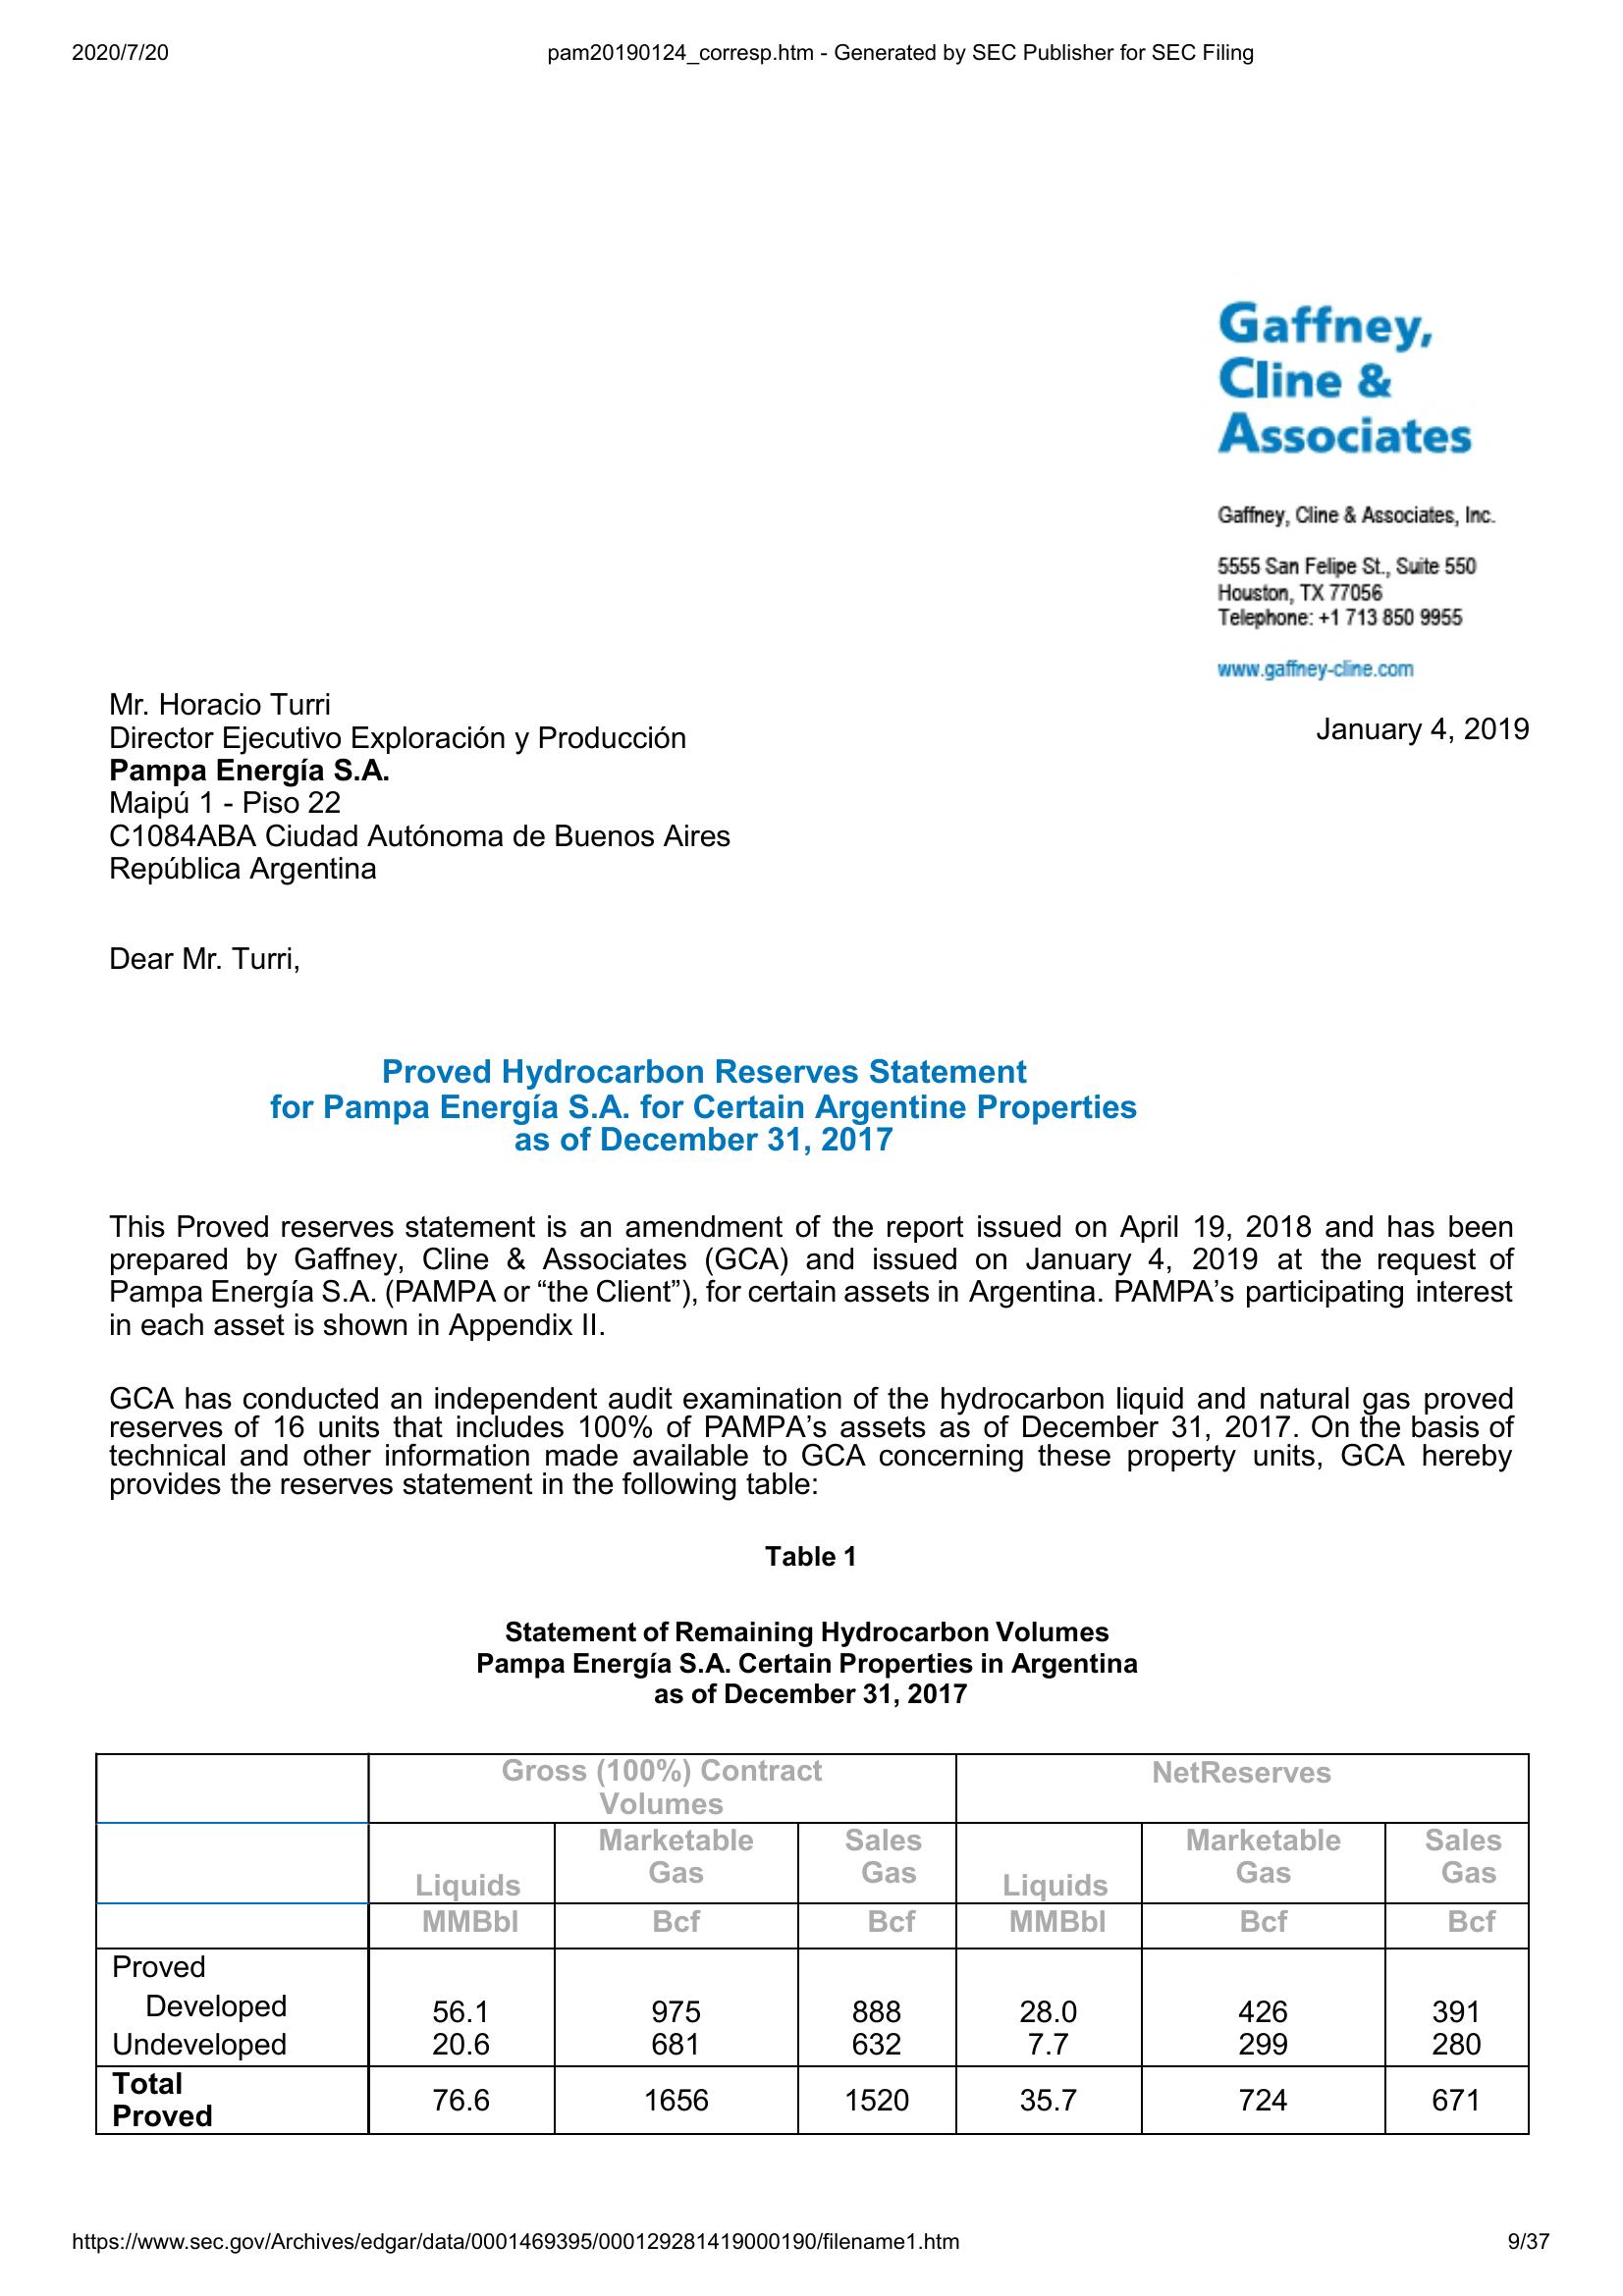 2020/7/20 pam20190124_corresp.htm - Generated by SEC Publisher for SEC Filing
Gaffney,
Cline &
Associates
Gaffney, Cline & Associates, Inc.
5555 San Felipe St., Suite 550
Houston, TX 77056
Telephone: +1 713 850 9955
www.gaffney-cline.com
January 4, 2019
Mr. Horacio Turri
Director Ejecutivo Exploración y Producción
Pampa Energía S.A.
Maipú 1 - Piso 22
C1084ABA Ciudad Autónoma de Buenos Aires
República Argentina
Dear Mr. Turri,
Proved Hydrocarbon Reserves Statement
for Pampa Energía S.A. for Certain Argentine Properties
as of December 31, 2017
This Proved reserves statement is an amendment of the report issued on April 19, 2018 and has been
prepared by Gaffney, Cline & Associates (GCA) and issued on January 4, 2019 at the request of
Pampa Energía S.A. (PAMPA or “the Client”), for certain assets in Argentina. PAMPA’s participating interest
in each asset is shown in Appendix II.
GCA has conducted an independent audit examination of the hydrocarbon liquid and natural gas proved
reserves of 16 units that includes 100% of PAMPA’s assets as of December 31, 2017. On the basis of
technical and other information made available to GCA concerning these property units, GCA hereby
provides the reserves statement in the following table:
Table 1
Statement of Remaining Hydrocarbon Volumes
Pampa Energía S.A. Certain Properties in Argentina
as of December 31, 2017
Gross (100%) Contract
Volumes
NetReserves
Liquids
Marketable
Gas
Sales
Gas
Liquids
Marketable
Gas
Sales
Gas
MMBbl Bcf Bcf MMBbl Bcf Bcf
Proved
Developed 56.1 975 888 28.0 426 391
Undeveloped 20.6 681 632 7.7 299 280
Total
Proved
76.6 1656 1520 35.7 724 671
https://www.sec.gov/Archives/edgar/data/0001469395/000129281419000190/filename1.htm 9/37